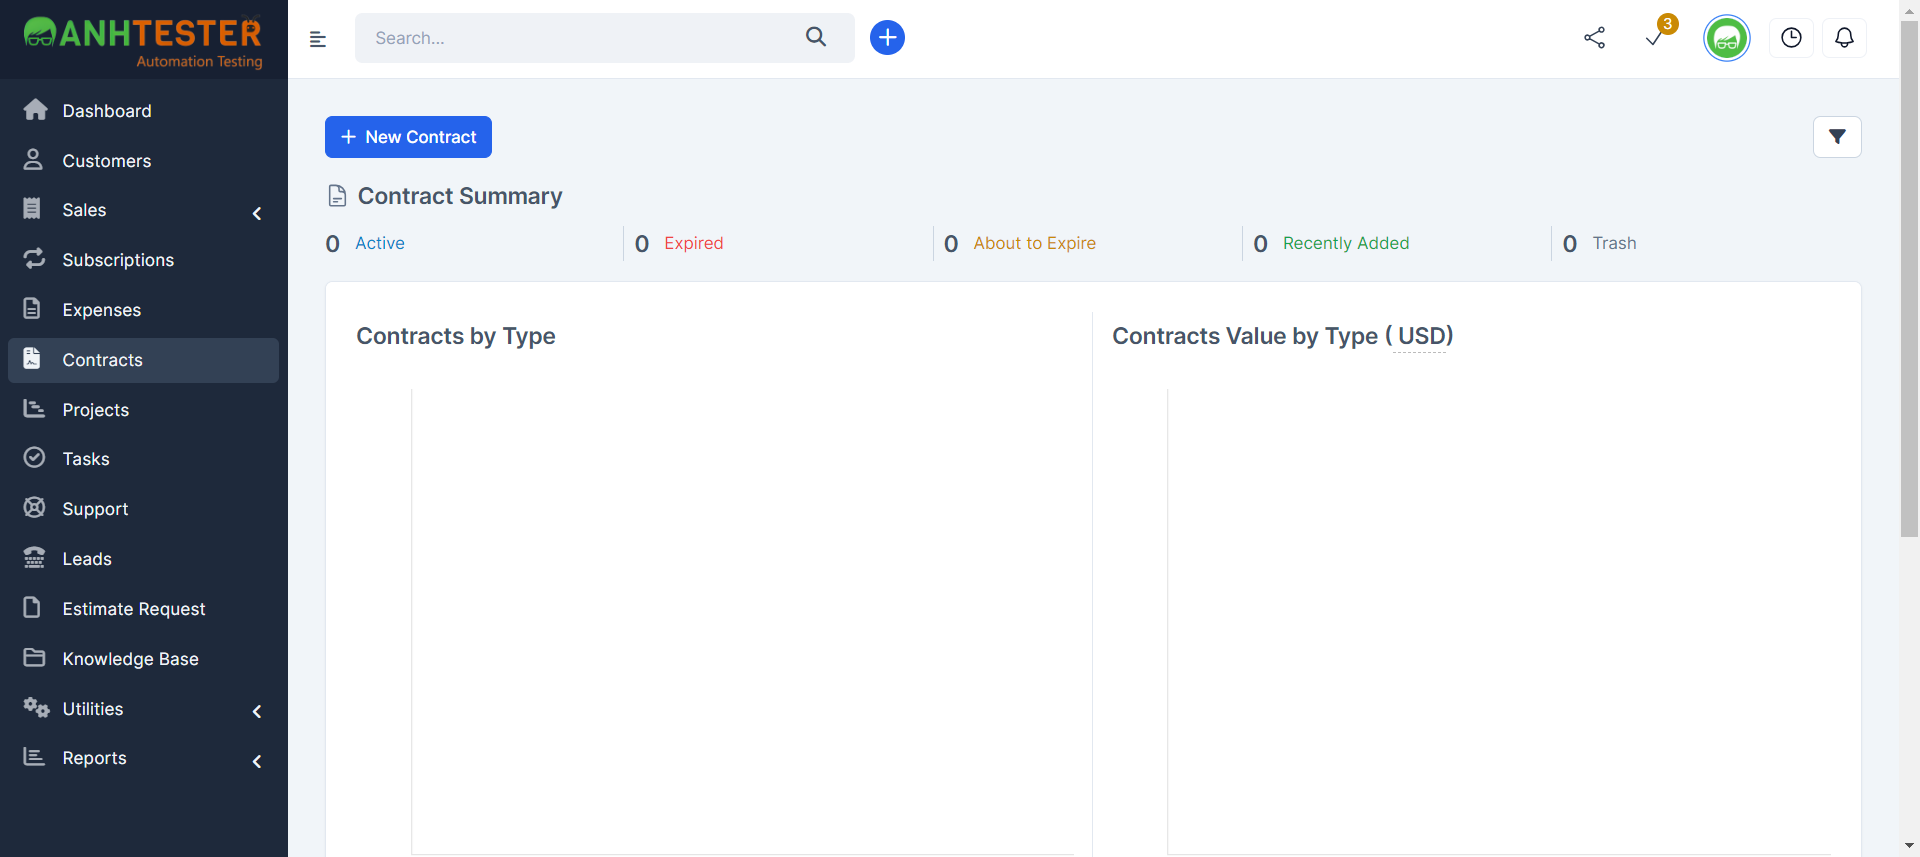 ANHTESTER
Automation Testing
Search...
3
Dashboard
Customers
Sales
Subscriptions
Expenses
Contracts
Projects
Tasks
Support
Leads
Estimate Request
Knowledge Base
Utilities
Reports
New Contract
Contract Summary
0 Active
0 Expired
0 About to Expire
0 Recently Added
0 Trash
Contracts by Type
Contracts Value by Type ( USD)